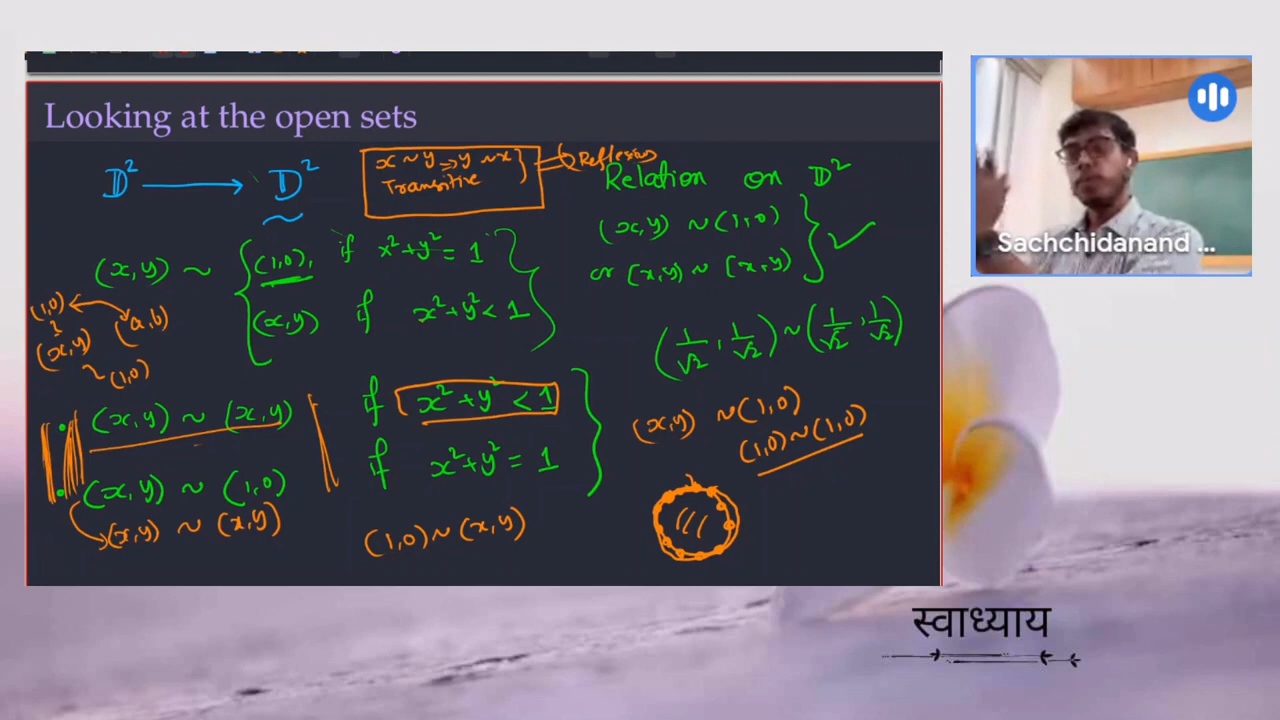 Looking at the open sets
𝔻² ⟶ 𝔻²
~
x ~ y ⇒ y ~ x
Transitive
Reflexive
Relation on 𝔻²
(x,y) ~ (1,0)
or (x,y) ~ (x,y)
(x,y) ~ { (1,0), if x²+y² = 1
(x,y) if x²+y² < 1 }
(1,0)
(x,y)
~ (1,0)
(a,b)
(1/√2, 1/√2) ~ (1/√2, 1/√2)
(x,y) ~ (x,y) if x²+y² < 1
(x,y) ~ (1,0) if x²+y² = 1
(x,y) ~ (1,0)
(1,0) ~ (1,0)
(x,y) ~ (x,y)
(1,0) ~ (x,y)
Sachchidanand ...
स्वाध्याय